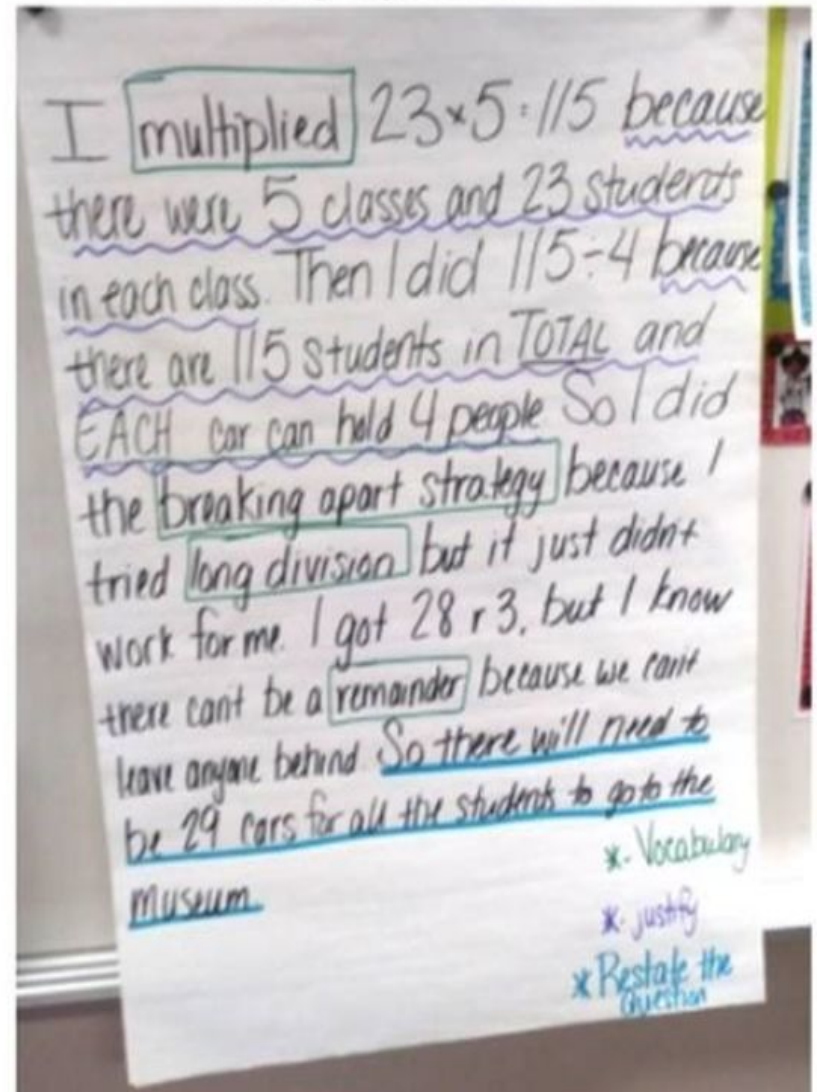 I multiplied 23×5=115 because
there were 5 classes and 23 students
in each class. Then I did 115÷4 because
there are 115 students in TOTAL and
EACH car can hold 4 people. So I did
the breaking apart strategy because I
tried long division but it just didn't
work for me. I got 28 r 3, but I know
there cant be a remainder because we can't
leave anyone behind. So there will need to
be 29 cars for all the students to go to the
museum.
*- Vocabulary
*- justify
* Restate the
Question